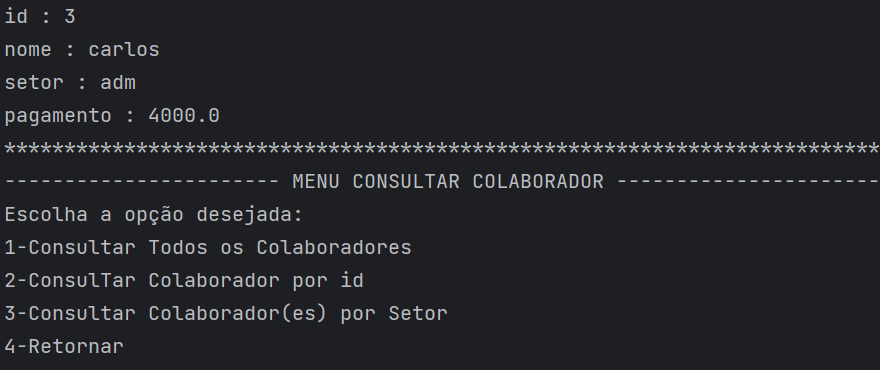 id : 3
nome : carlos
setor : adm
pagamento : 4000.0
*************************************************************************
----------------------- MENU CONSULTAR COLABORADOR ----------------------
Escolha a opção desejada:
1-Consultar Todos os Colaboradores
2-ConsulTar Colaborador por id
3-Consultar Colaborador(es) por Setor
4-Retornar